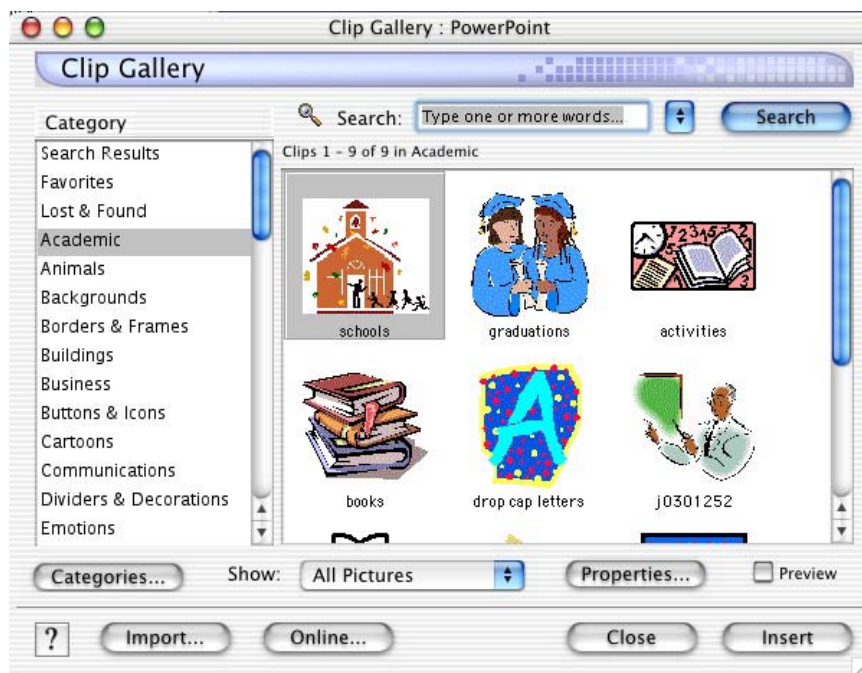 Clip Gallery : PowerPoint
Clip Gallery
Category
Search: Type one or more words... Search
Search Results
Favorites
Lost & Found
Academic
Animals
Backgrounds
Borders & Frames
Buildings
Business
Buttons & Icons
Cartoons
Communications
Dividers & Decorations
Emotions
Clips 1 - 9 of 9 in Academic
schools graduations activities
books drop cap letters j0301252
Categories... Show: All Pictures Properties... Preview
? Import... Online... Close Insert